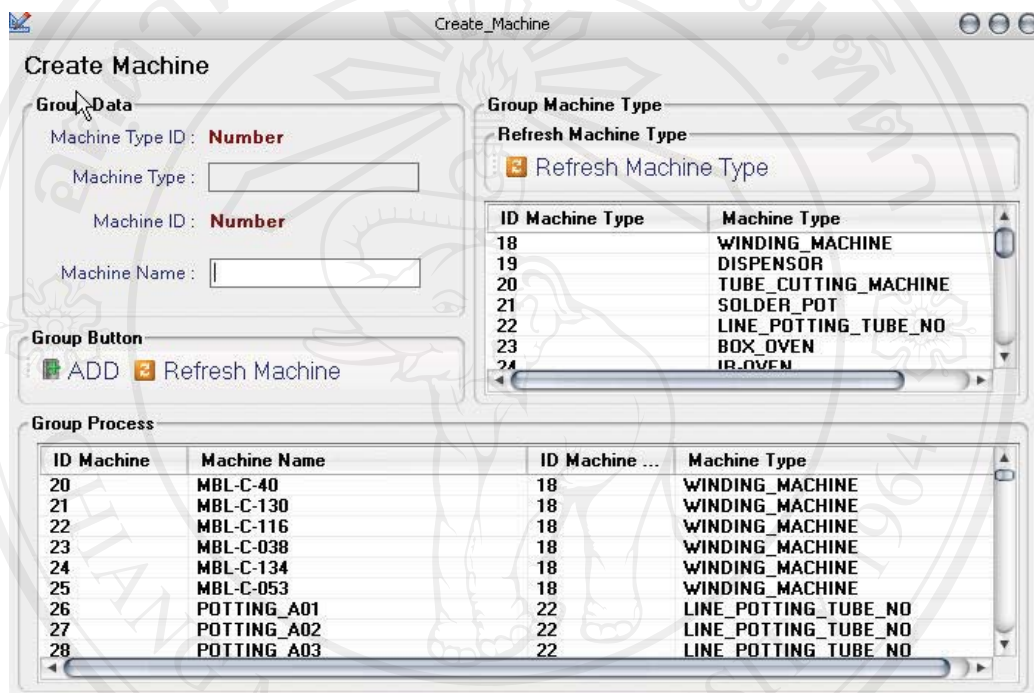 Create_Machine
Create Machine
Group Data
Machine Type ID : Number
Machine Type :
Machine ID : Number
Machine Name :
Group Button
ADD Refresh Machine
Group Machine Type
Refresh Machine Type
Refresh Machine Type
ID Machine Type Machine Type
18 WINDING_MACHINE
19 DISPENSOR
20 TUBE_CUTTING_MACHINE
21 SOLDER_POT
22 LINE_POTTING_TUBE_NO
23 BOX_OVEN
24 IR-OVEN
Group Process
ID Machine Machine Name ID Machine ... Machine Type
20 MBL-C-40 18 WINDING_MACHINE
21 MBL-C-130 18 WINDING_MACHINE
22 MBL-C-116 18 WINDING_MACHINE
23 MBL-C-038 18 WINDING_MACHINE
24 MBL-C-134 18 WINDING_MACHINE
25 MBL-C-053 18 WINDING_MACHINE
26 POTTING_A01 22 LINE_POTTING_TUBE_NO
27 POTTING_A02 22 LINE_POTTING_TUBE_NO
28 POTTING_A03 22 LINE_POTTING_TUBE_NO
1964